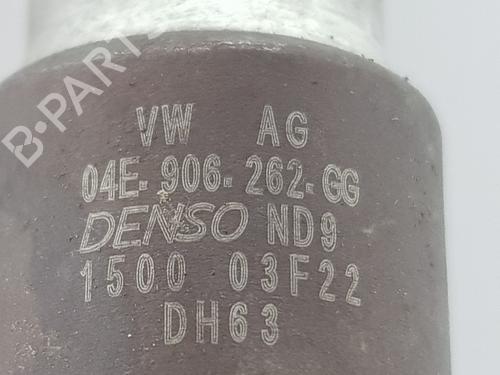 B-PARTS
VW AG
04E-906-262-GG
DENSO ND9
1500 03F22
DH63